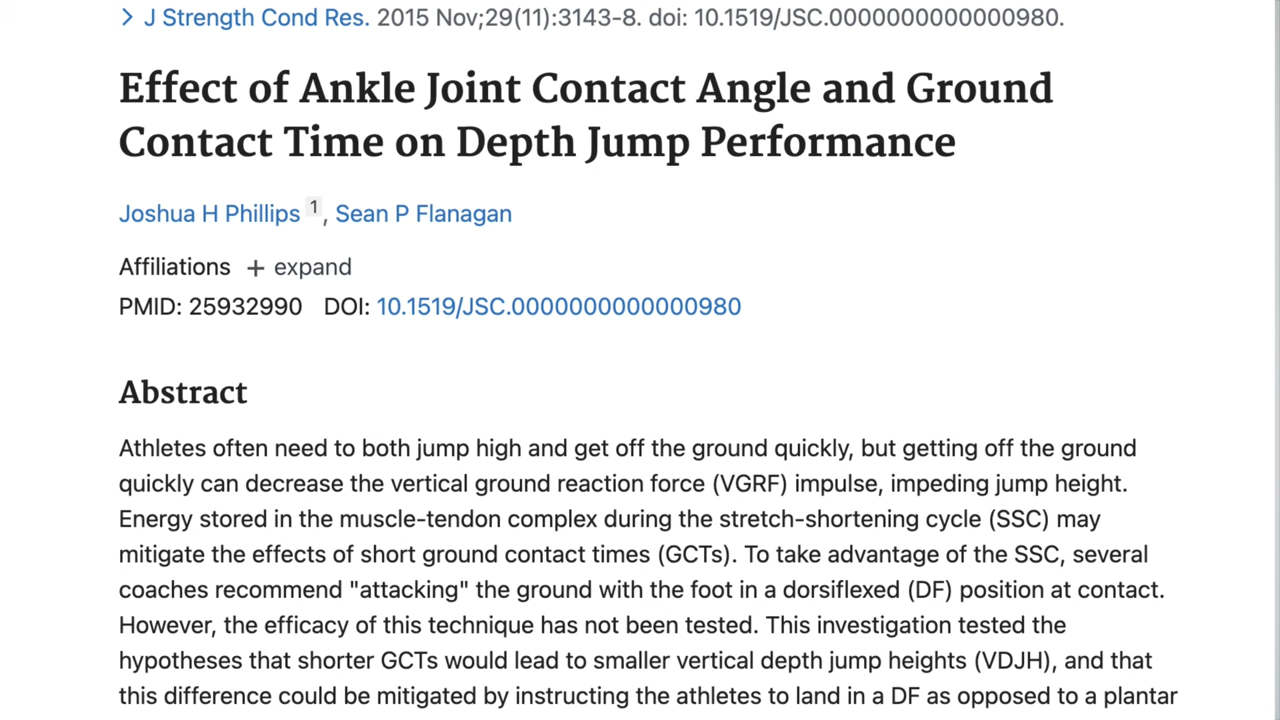 > J Strength Cond Res. 2015 Nov;29(11):3143-8. doi: 10.1519/JSC.0000000000000980.
Effect of Ankle Joint Contact Angle and Ground
Contact Time on Depth Jump Performance
Joshua H Phillips 1, Sean P Flanagan
Affiliations + expand
PMID: 25932990 DOI: 10.1519/JSC.0000000000000980
Abstract
Athletes often need to both jump high and get off the ground quickly, but getting off the ground
quickly can decrease the vertical ground reaction force (VGRF) impulse, impeding jump height.
Energy stored in the muscle-tendon complex during the stretch-shortening cycle (SSC) may
mitigate the effects of short ground contact times (GCTs). To take advantage of the SSC, several
coaches recommend "attacking" the ground with the foot in a dorsiflexed (DF) position at contact.
However, the efficacy of this technique has not been tested. This investigation tested the
hypotheses that shorter GCTs would lead to smaller vertical depth jump heights (VDJH), and that
this difference could be mitigated by instructing the athletes to land in a DF as opposed to a plantar